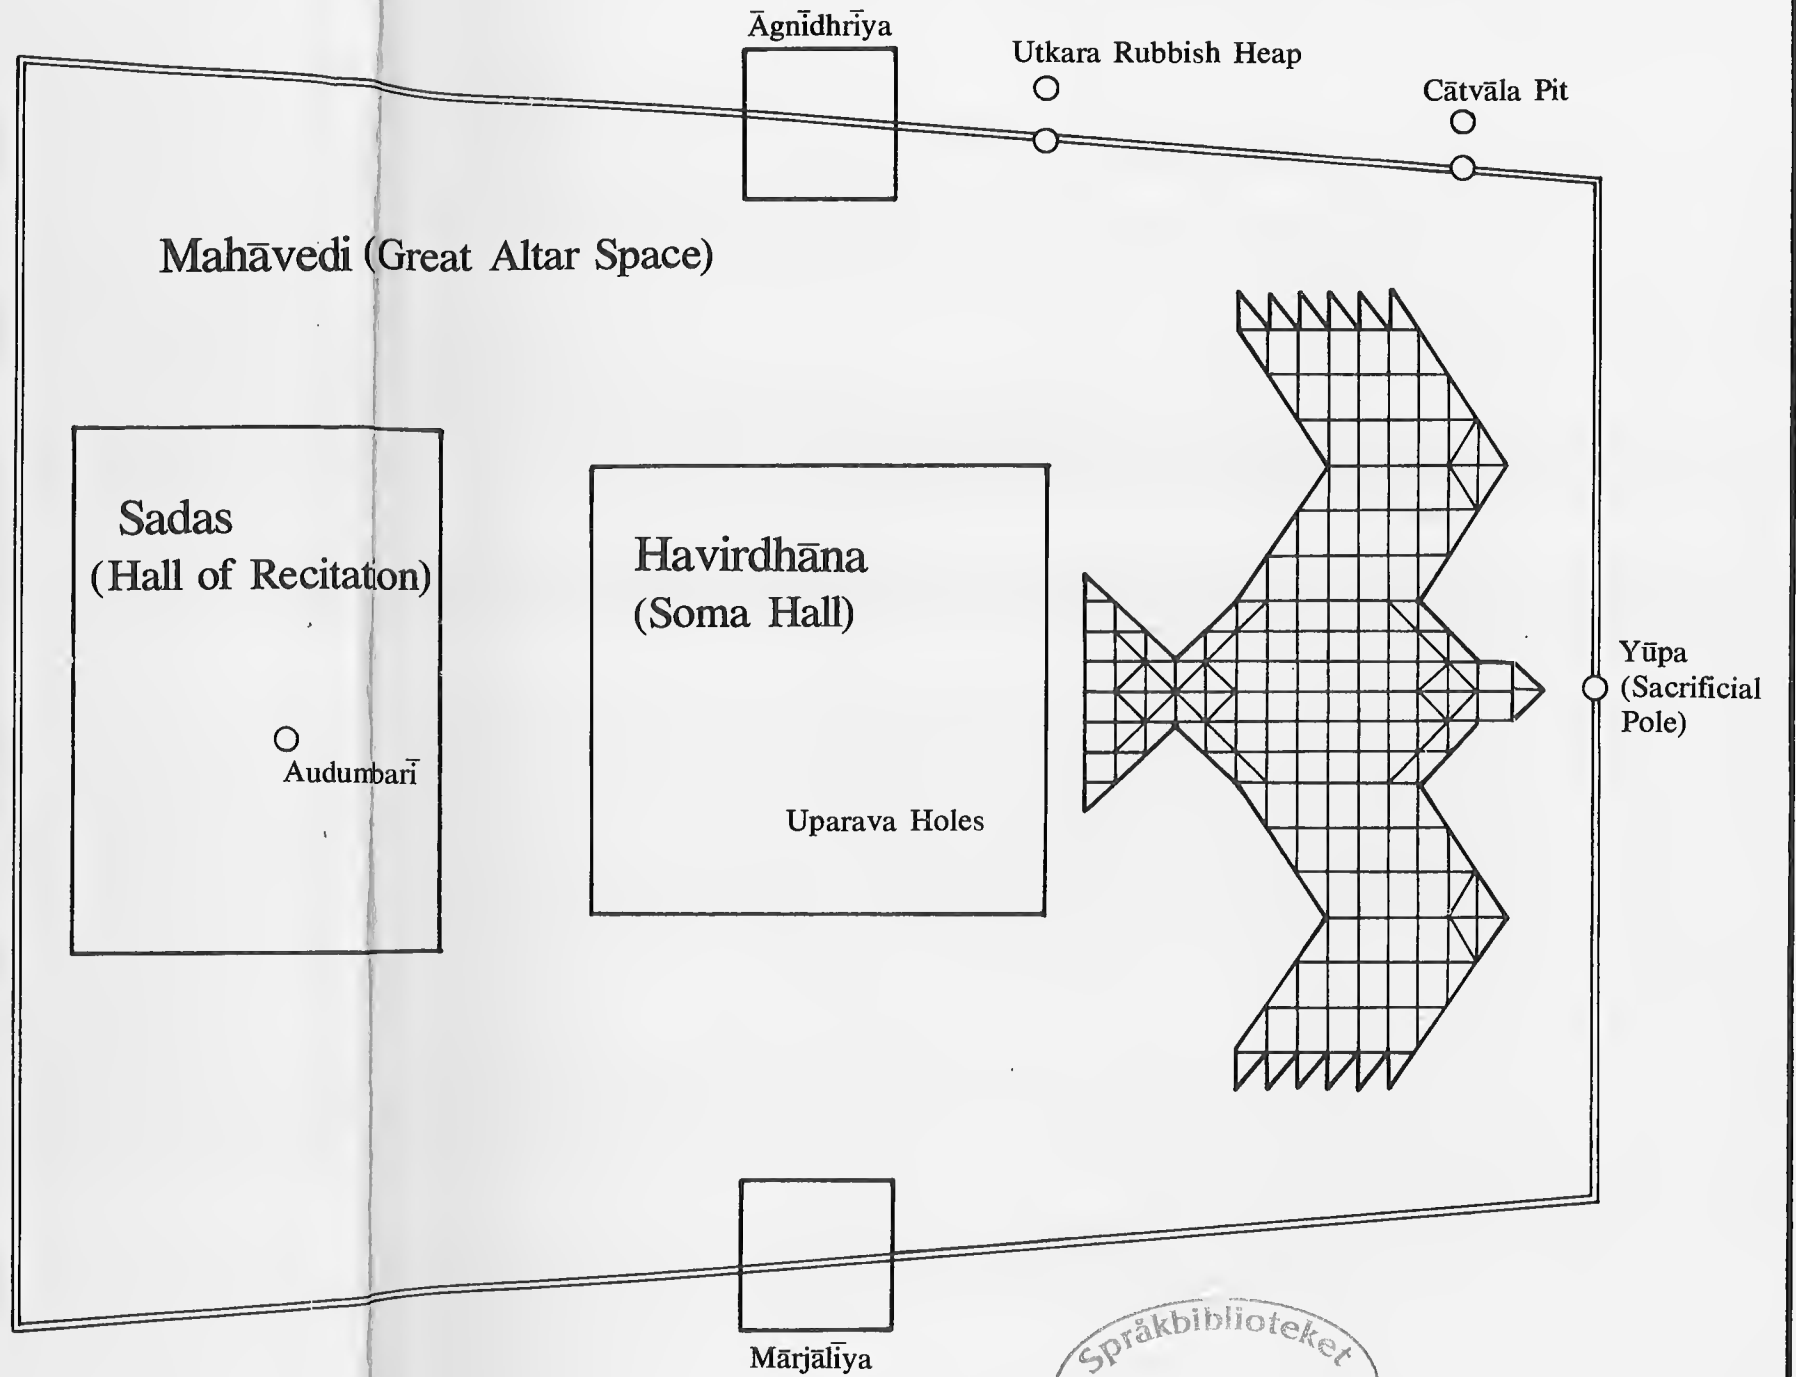 Āgnīdhrīya
Utkara Rubbish Heap
Cātvāla Pit
Mahāvedi (Great Altar Space)
Sadas
(Hall of Recitation)
Havirdhāna
(Soma Hall)
Yūpa
(Sacrificial
Pole)
Audumbarī
Uparava Holes
Mārjālīya
Språkbiblioteket